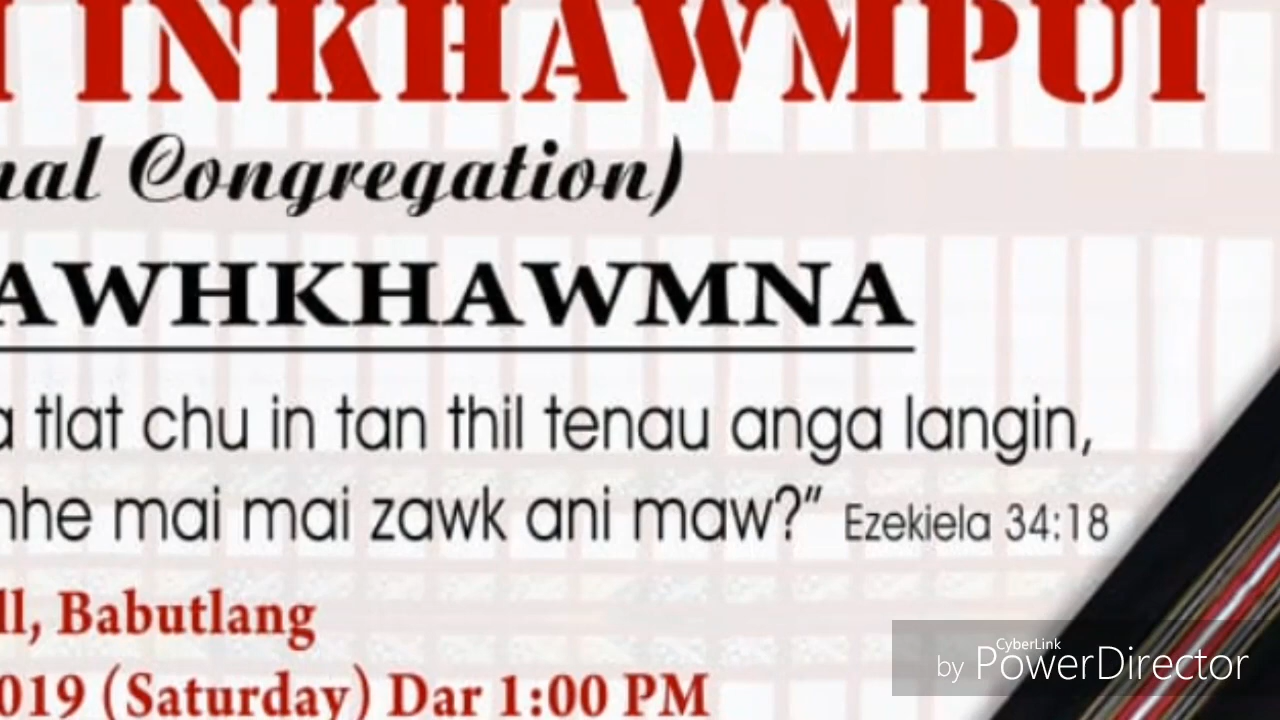 INKHAWMPUI
nal Congregation)
AWHKHAWMNA
a tlat chu in tan thil tenau anga langin,
nhe mai mai zawk ani maw?” Ezekiela 34:18
ll, Babutlang
019 (Saturday) Dar 1:00 PM
by CyberLink PowerDirector